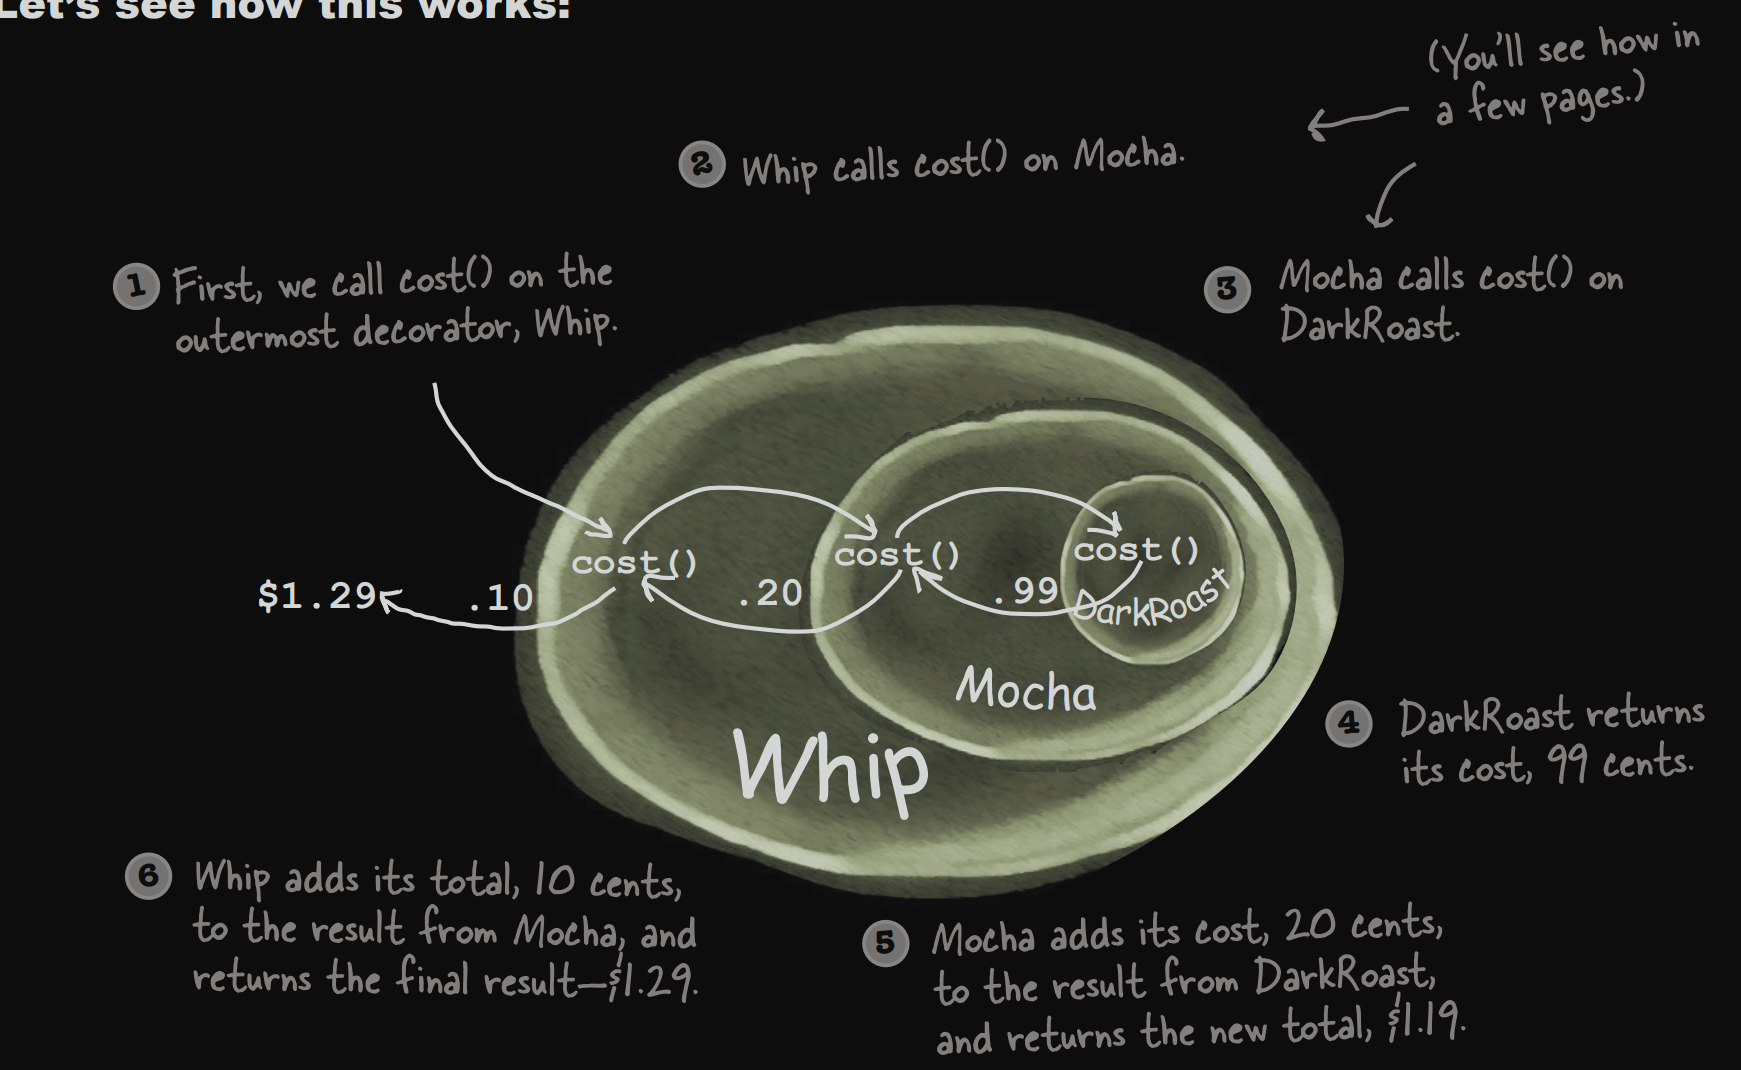 Let's see how this works:
(You'll see how in
a few pages.)
2 Whip calls cost() on Mocha.
1 First, we call cost() on the
outermost decorator, Whip.
3 Mocha calls cost() on
DarkRoast.
cost()
cost()
cost()
$1.29
.10
.20
.99
DarkRoast
Mocha
Whip
4 DarkRoast returns
its cost, 99 cents.
6 Whip adds its total, 10 cents,
to the result from Mocha, and
returns the final result—$1.29.
5 Mocha adds its cost, 20 cents,
to the result from DarkRoast,
and returns the new total, $1.19.